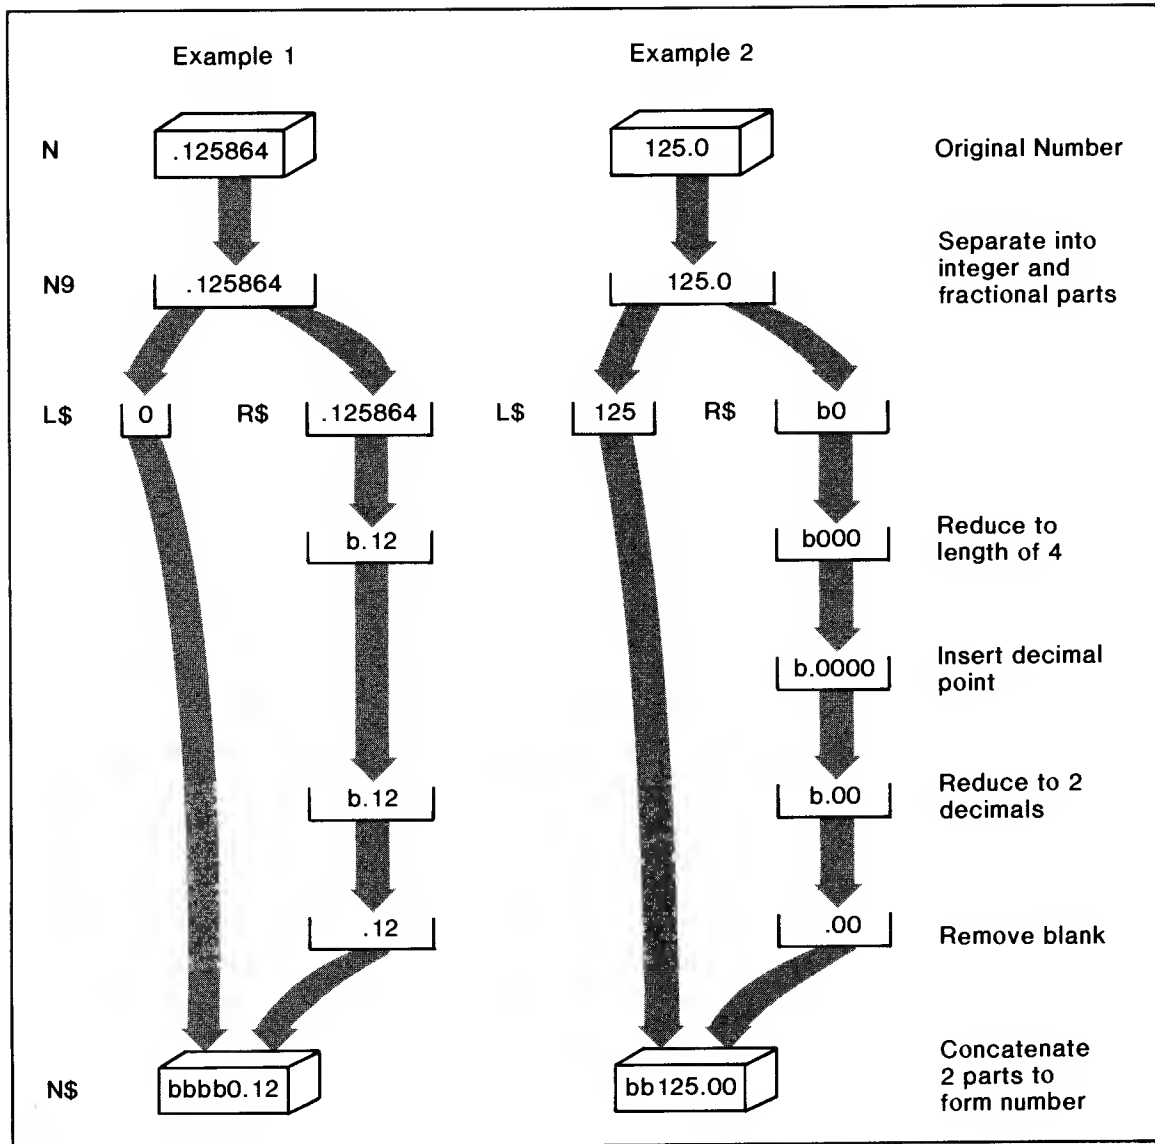 Example 1
Example 2
N
.125864
125.0
Original Number
Separate into
integer and
fractional parts
N9
.125864
125.0
L$
0
R$
.125864
L$
125
R$
b0
b.12
b000
Reduce to
length of 4
b.0000
Insert decimal
point
b.12
b.00
Reduce to 2
decimals
.12
.00
Remove blank
N$
bbbb0.12
bb125.00
Concatenate
2 parts to
form number